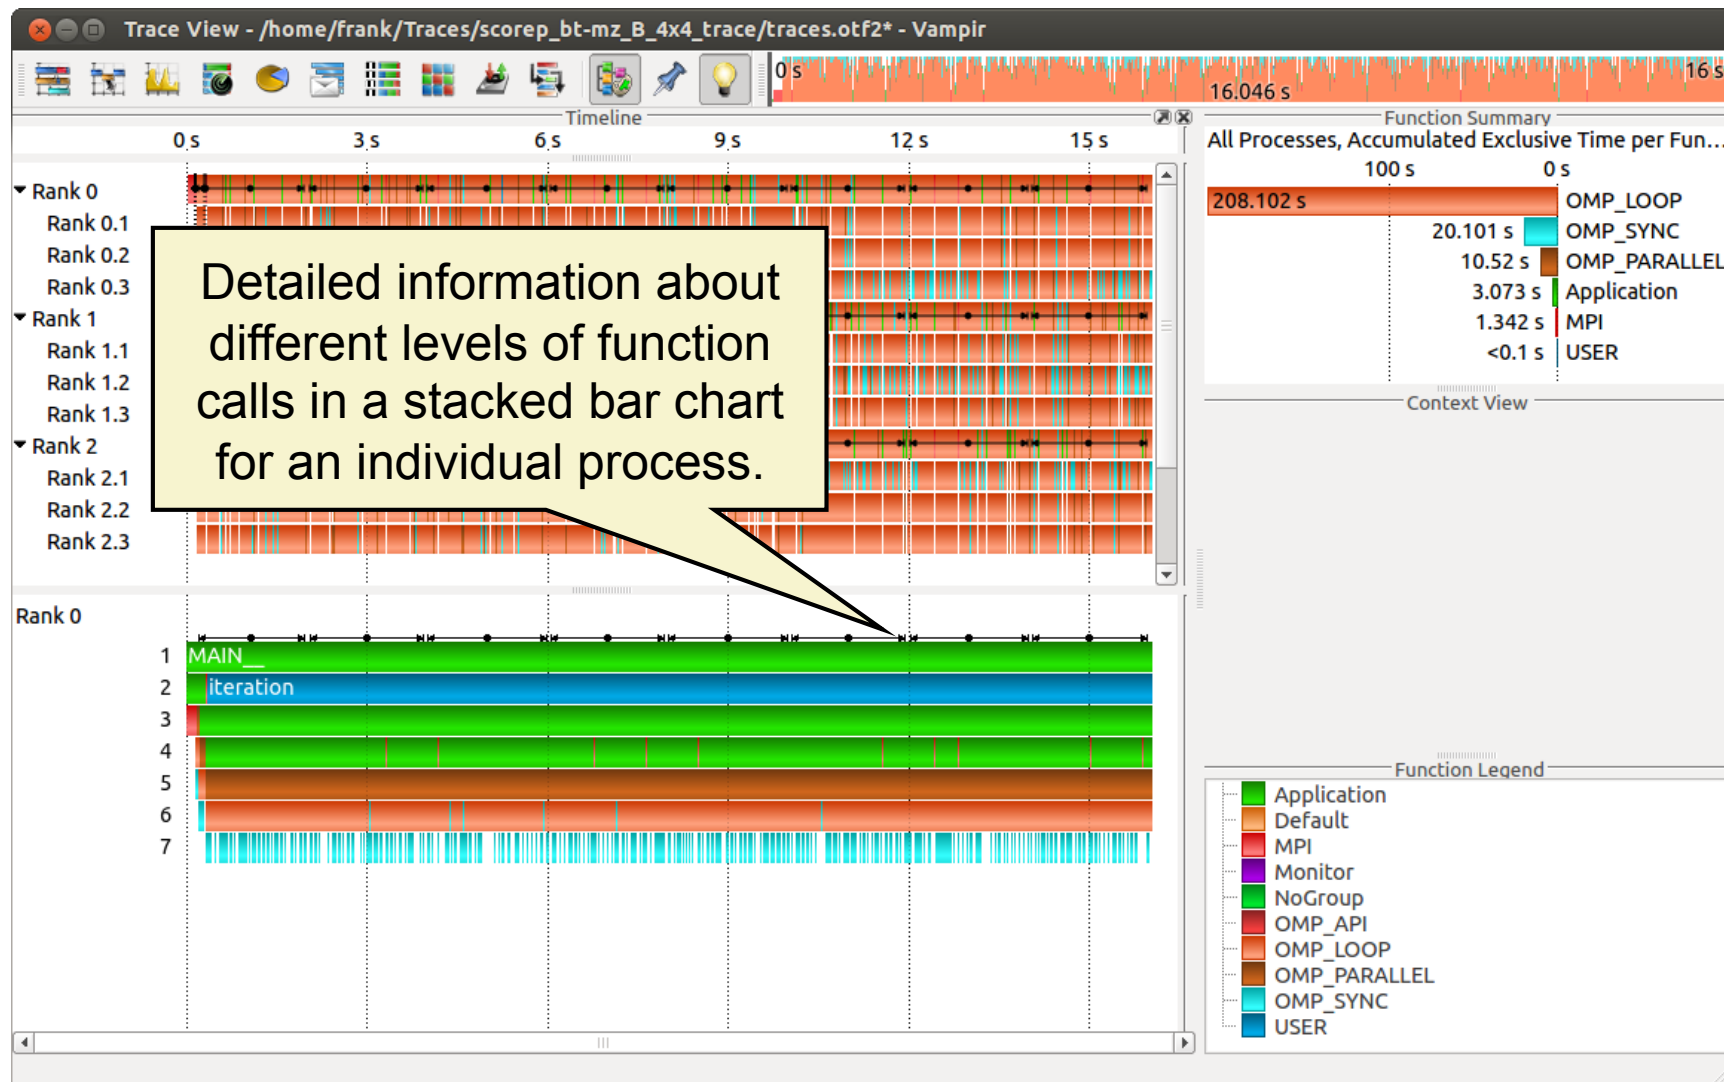 Trace View - /home/frank/Traces/scorep_bt-mz_B_4x4_trace/traces.otf2* - Vampir
0 s
16 s
16.046 s
Timeline
0 s 3 s 6 s 9 s 12 s 15 s
Rank 0
Rank 0.1
Rank 0.2
Rank 0.3
Rank 1
Rank 1.1
Rank 1.2
Rank 1.3
Rank 2
Rank 2.1
Rank 2.2
Rank 2.3
Detailed information about
different levels of function
calls in a stacked bar chart
for an individual process.
Rank 0
1 MAIN__
2 iteration
3
4
5
6
7
Function Summary
All Processes, Accumulated Exclusive Time per Fun...
100 s 0 s
208.102 s OMP_LOOP
20.101 s OMP_SYNC
10.52 s OMP_PARALLEL
3.073 s Application
1.342 s MPI
<0.1 s USER
Context View
Function Legend
Application
Default
MPI
Monitor
NoGroup
OMP_API
OMP_LOOP
OMP_PARALLEL
OMP_SYNC
USER